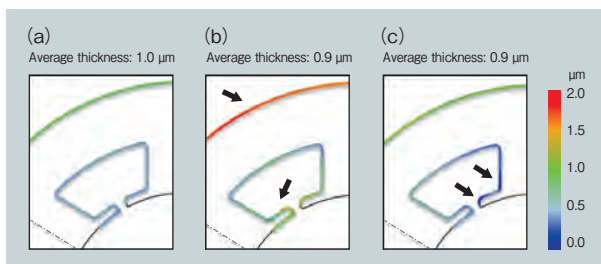 (a)
Average thickness: 1.0 µm
(b)
Average thickness: 0.9 µm
(c)
Average thickness: 0.9 µm
µm
2.0
1.5
1.0
0.5
0.0